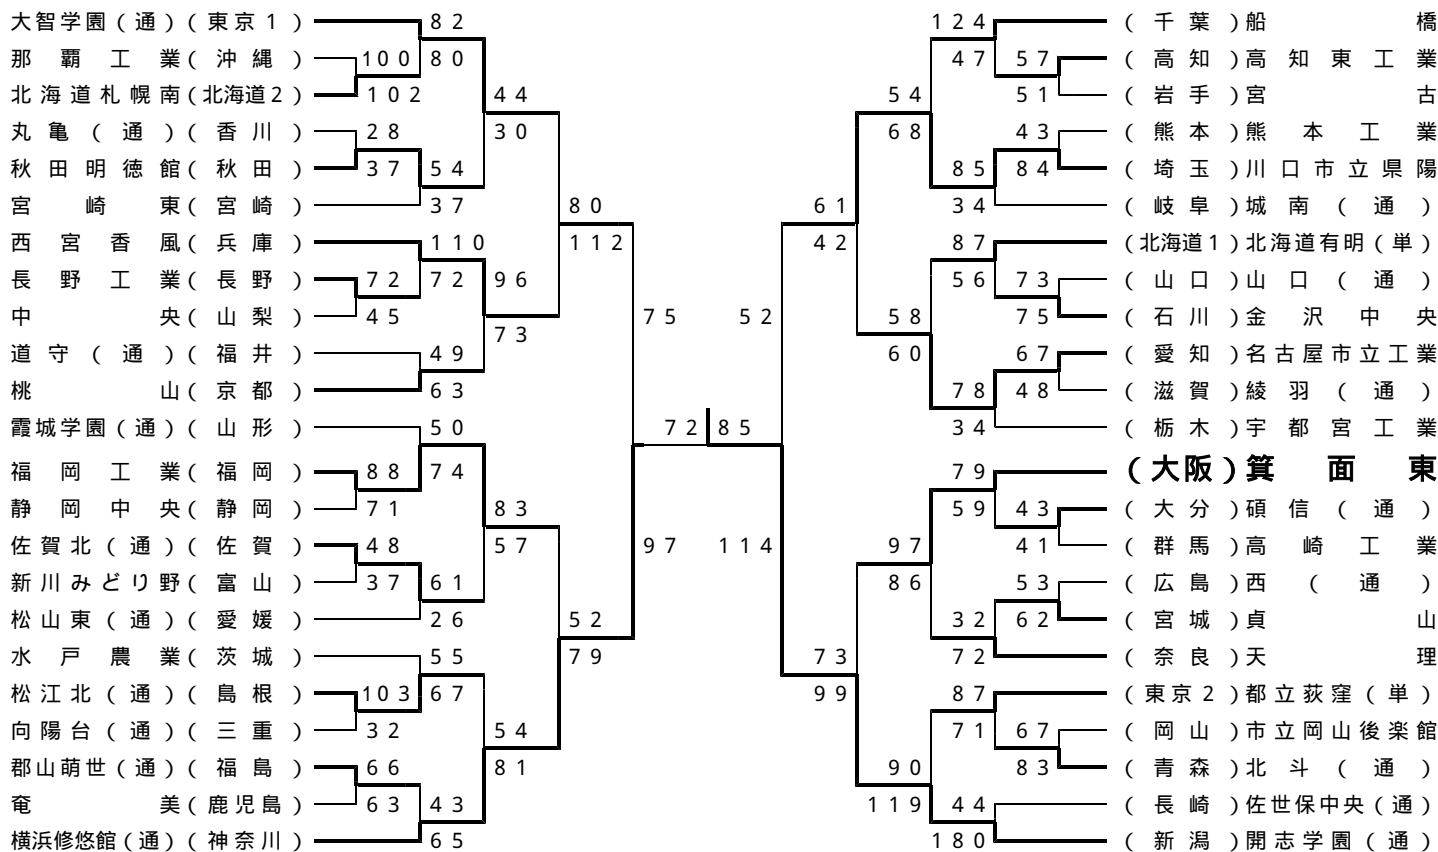 大智学園(通)(東京1) 82 124 (千葉)船橋
那覇工業(沖縄) 100 80 47 57 (高知)高知東工業
北海道札幌南(北海道2) 102 44 54 51 (岩手)宮古
丸亀(通)(香川) 28 30 68 43 (熊本)熊本工業
秋田明徳館(秋田) 37 54 85 84 (埼玉)川口市立県陽
宮崎東(宮崎) 37 80 61 34 (岐阜)城南(通)
西宮香風(兵庫) 110 112 42 87 (北海道1)北海道有明(単)
長野工業(長野) 72 72 96 56 73 (山口)山口(通)
中央(山梨) 45 73 75 52 58 75 (石川)金沢中央
道守(通)(福井) 49 60 67 (愛知)名古屋市立工業
桃山(京都) 63 78 48 (滋賀)綾羽(通)
霞城学園(通)(山形) 50 72 85 34 (栃木)宇都宮工業
福岡工業(福岡) 88 74 79 (大阪)箕面東
静岡中央(静岡) 71 83 59 43 (大分)碩信(通)
佐賀北(通)(佐賀) 48 57 97 114 97 41 (群馬)高崎工業
新川みどり野(富山) 37 61 86 53 (広島)西(通)
松山東(通)(愛媛) 26 52 32 62 (宮城)貞山
水戸農業(茨城) 55 79 73 72 (奈良)天理
松江北(通)(島根) 103 67 99 87 (東京2)都立荻窪(単)
向陽台(通)(三重) 32 54 71 67 (岡山)市立岡山後楽館
郡山萌世(通)(福島) 66 81 90 83 (青森)北斗(通)
奄美(鹿児島) 63 43 119 44 (長崎)佐世保中央(通)
横浜修悠館(通)(神奈川) 65 180 (新潟)開志学園(通)